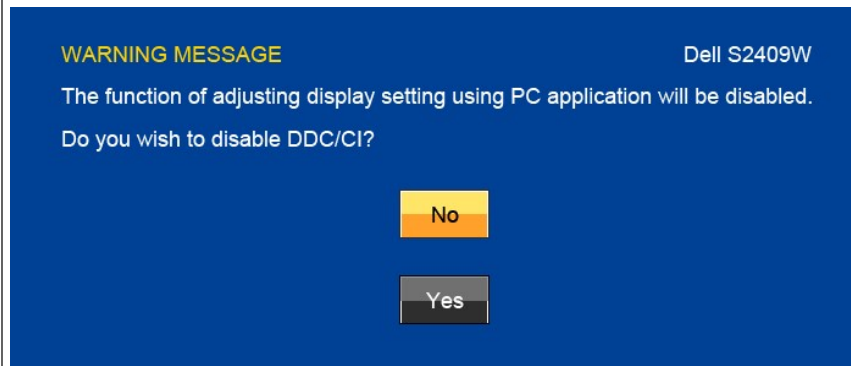 WARNING MESSAGE Dell S2409W
The function of adjusting display setting using PC application will be disabled.
Do you wish to disable DDC/CI?
No
Yes